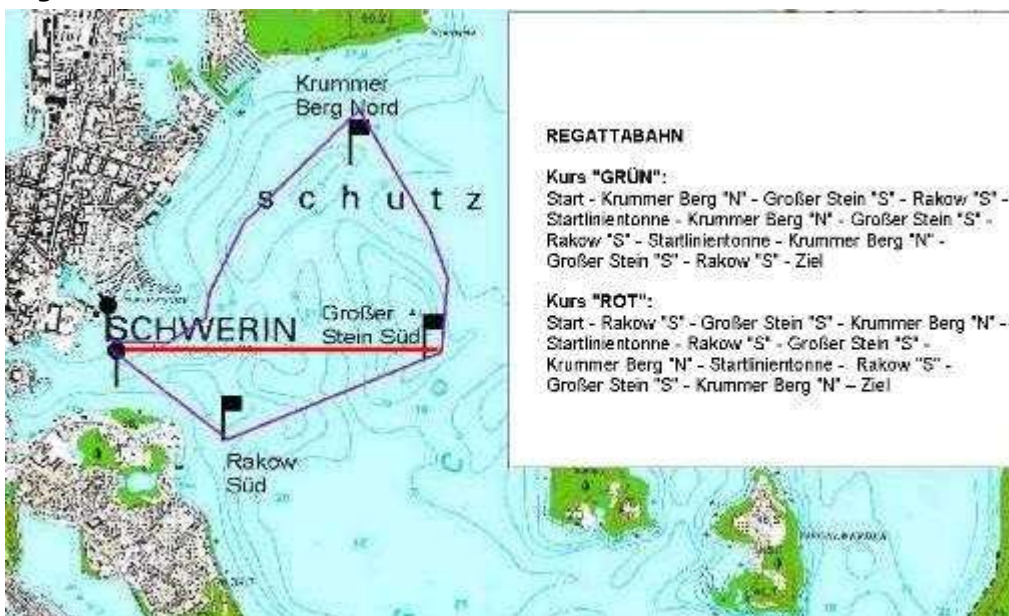 Krummer
Berg Nord
s c h u t z
Großer
Stein Süd
SCHWERIN
Rakow
Süd
REGATTABAHN
Kurs "GRÜN":
Start - Krummer Berg "N" - Großer Stein "S" - Rakow "S" -
Startlinientonne - Krummer Berg "N" - Großer Stein "S" -
Rakow "S" - Startlinientonne - Krummer Berg "N" -
Großer Stein "S" - Rakow "S" - Ziel
Kurs "ROT":
Start - Rakow "S" - Großer Stein "S" - Krummer Berg "N" -
Startlinientonne - Rakow "S" - Großer Stein "S" -
Krummer Berg "N" - Startlinientonne - Rakow "S" -
Großer Stein "S" - Krummer Berg "N" – Ziel